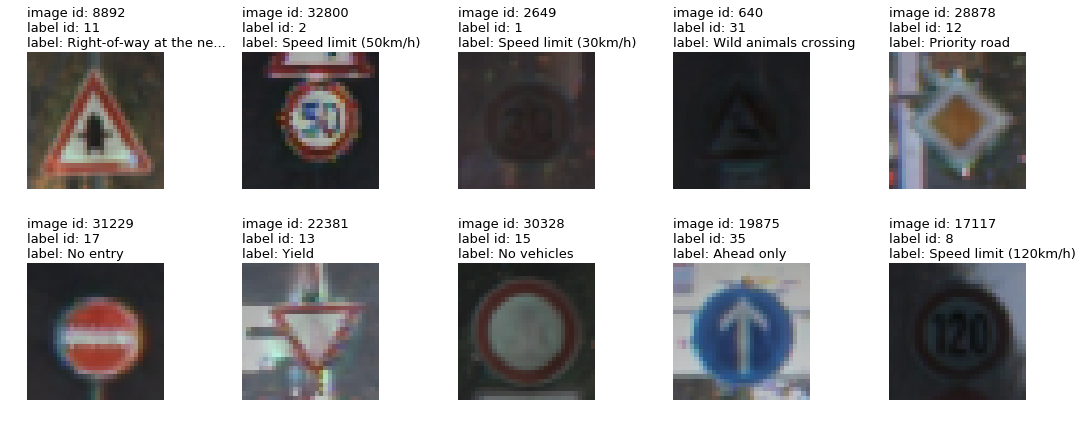 image id: 8892
label id: 11
label: Right-of-way at the ne...
image id: 32800
label id: 2
label: Speed limit (50km/h)
50
image id: 2649
label id: 1
label: Speed limit (30km/h)
30
image id: 640
label id: 31
label: Wild animals crossing
image id: 28878
label id: 12
label: Priority road
image id: 31229
label id: 17
label: No entry
image id: 22381
label id: 13
label: Yield
image id: 30328
label id: 15
label: No vehicles
image id: 19875
label id: 35
label: Ahead only
image id: 17117
label id: 8
label: Speed limit (120km/h)
120